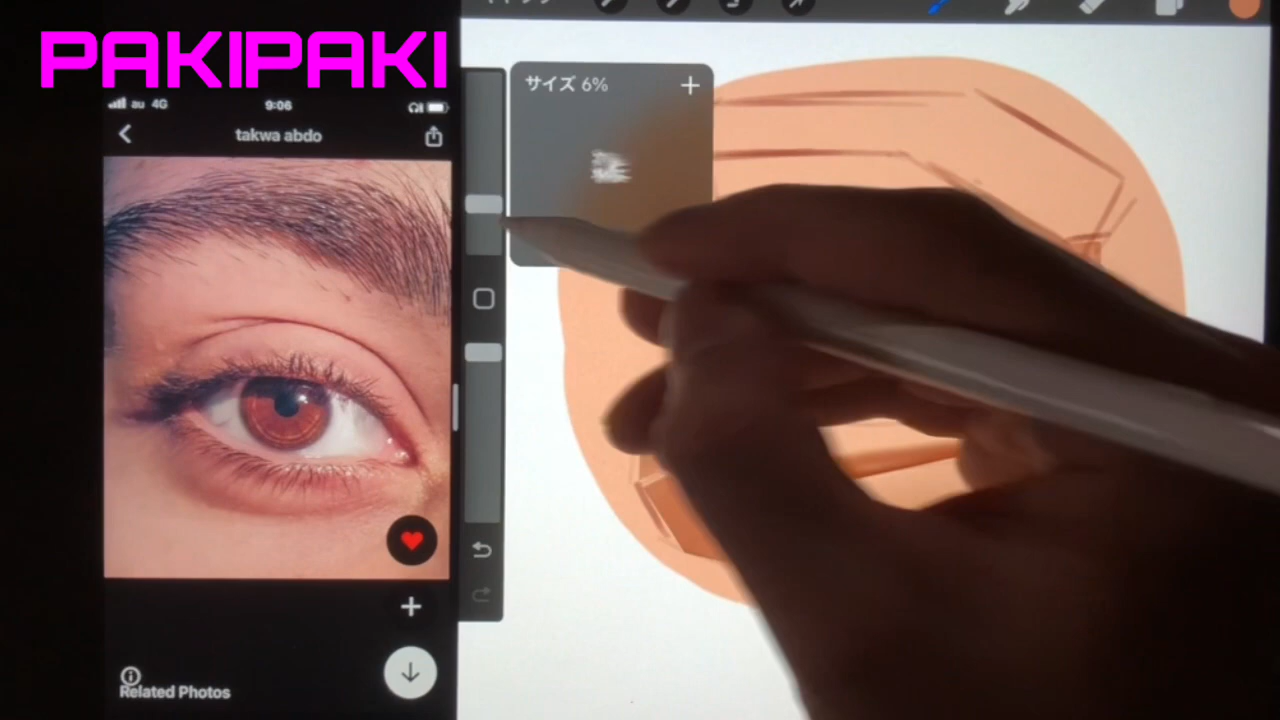 PAKIPAKI
au 4G
9:06
takwa abdo
サイズ 6%
Related Photos